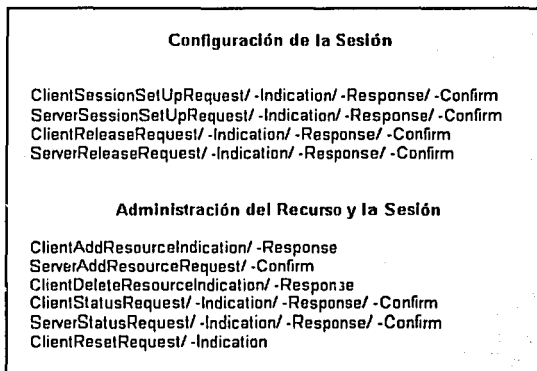 Configuración de la Sesión
ClientSessionSetUpRequest/ -Indication/ -Response/ -Confirm
ServerSessionSetUpRequest/ -Indication/ -Response/ -Confirm
ClientReleaseRequest/ -Indication/ -Response/ -Confirm
ServerReleaseRequest/ -Indication/ -Response/ -Confirm
Administración del Recurso y la Sesión
ClientAddResourceIndication/ -Response
ServerAddResourceRequest/ -Confirm
ClientDeleteResourceIndication/ -Response
ClientStatusRequest/ -Indication/ -Response/ -Confirm
ServerStatusRequest/ -Indication/ -Response/ -Confirm
ClientResetRequest/ -Indication